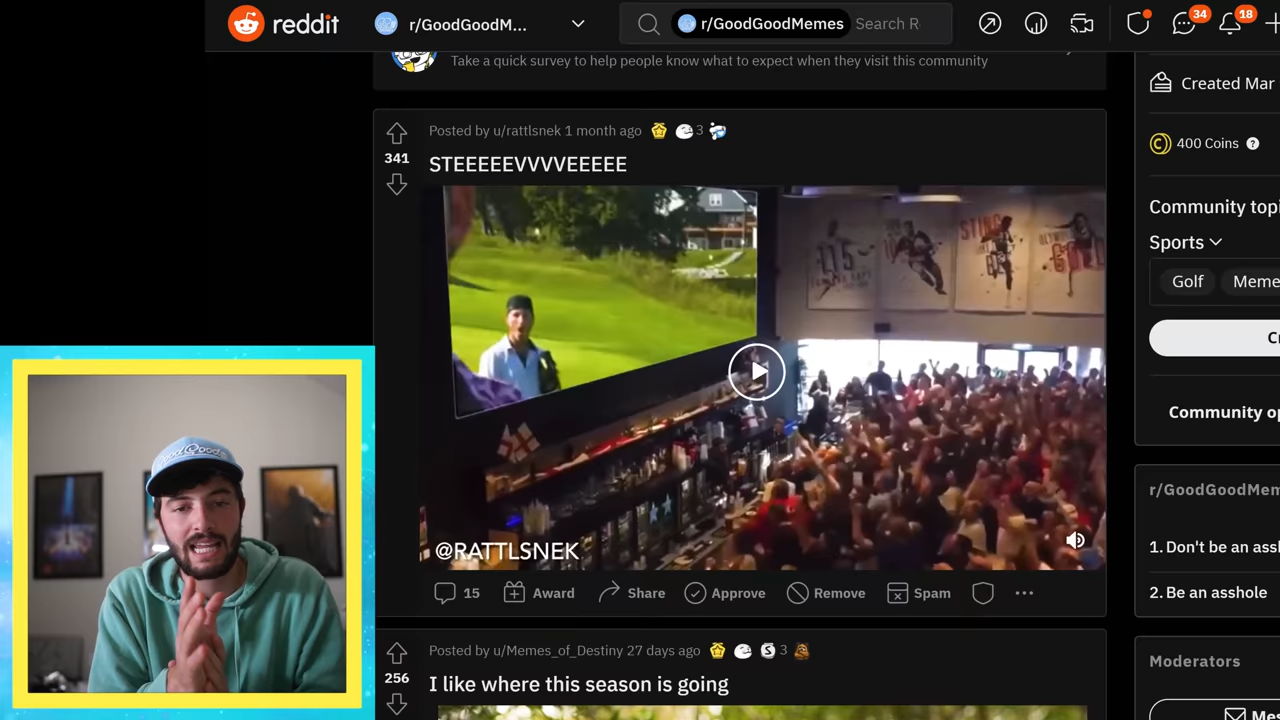 reddit
r/GoodGoodM...
r/GoodGoodMemes
Search R
34
18
Take a quick survey to help people know what to expect when they visit this community
Posted by u/rattlsnek 1 month ago
3
341
STEEEEEVVVVEEEEE
@RATTLSNEK
15
Award
Share
Approve
Remove
Spam
Posted by u/Memes_of_Destiny 27 days ago
3
256
I like where this season is going
Created Mar
400 Coins
Community topi
Sports
Golf
Meme
Community op
r/GoodGoodMem
1. Don't be an assh
2. Be an asshole
Moderators